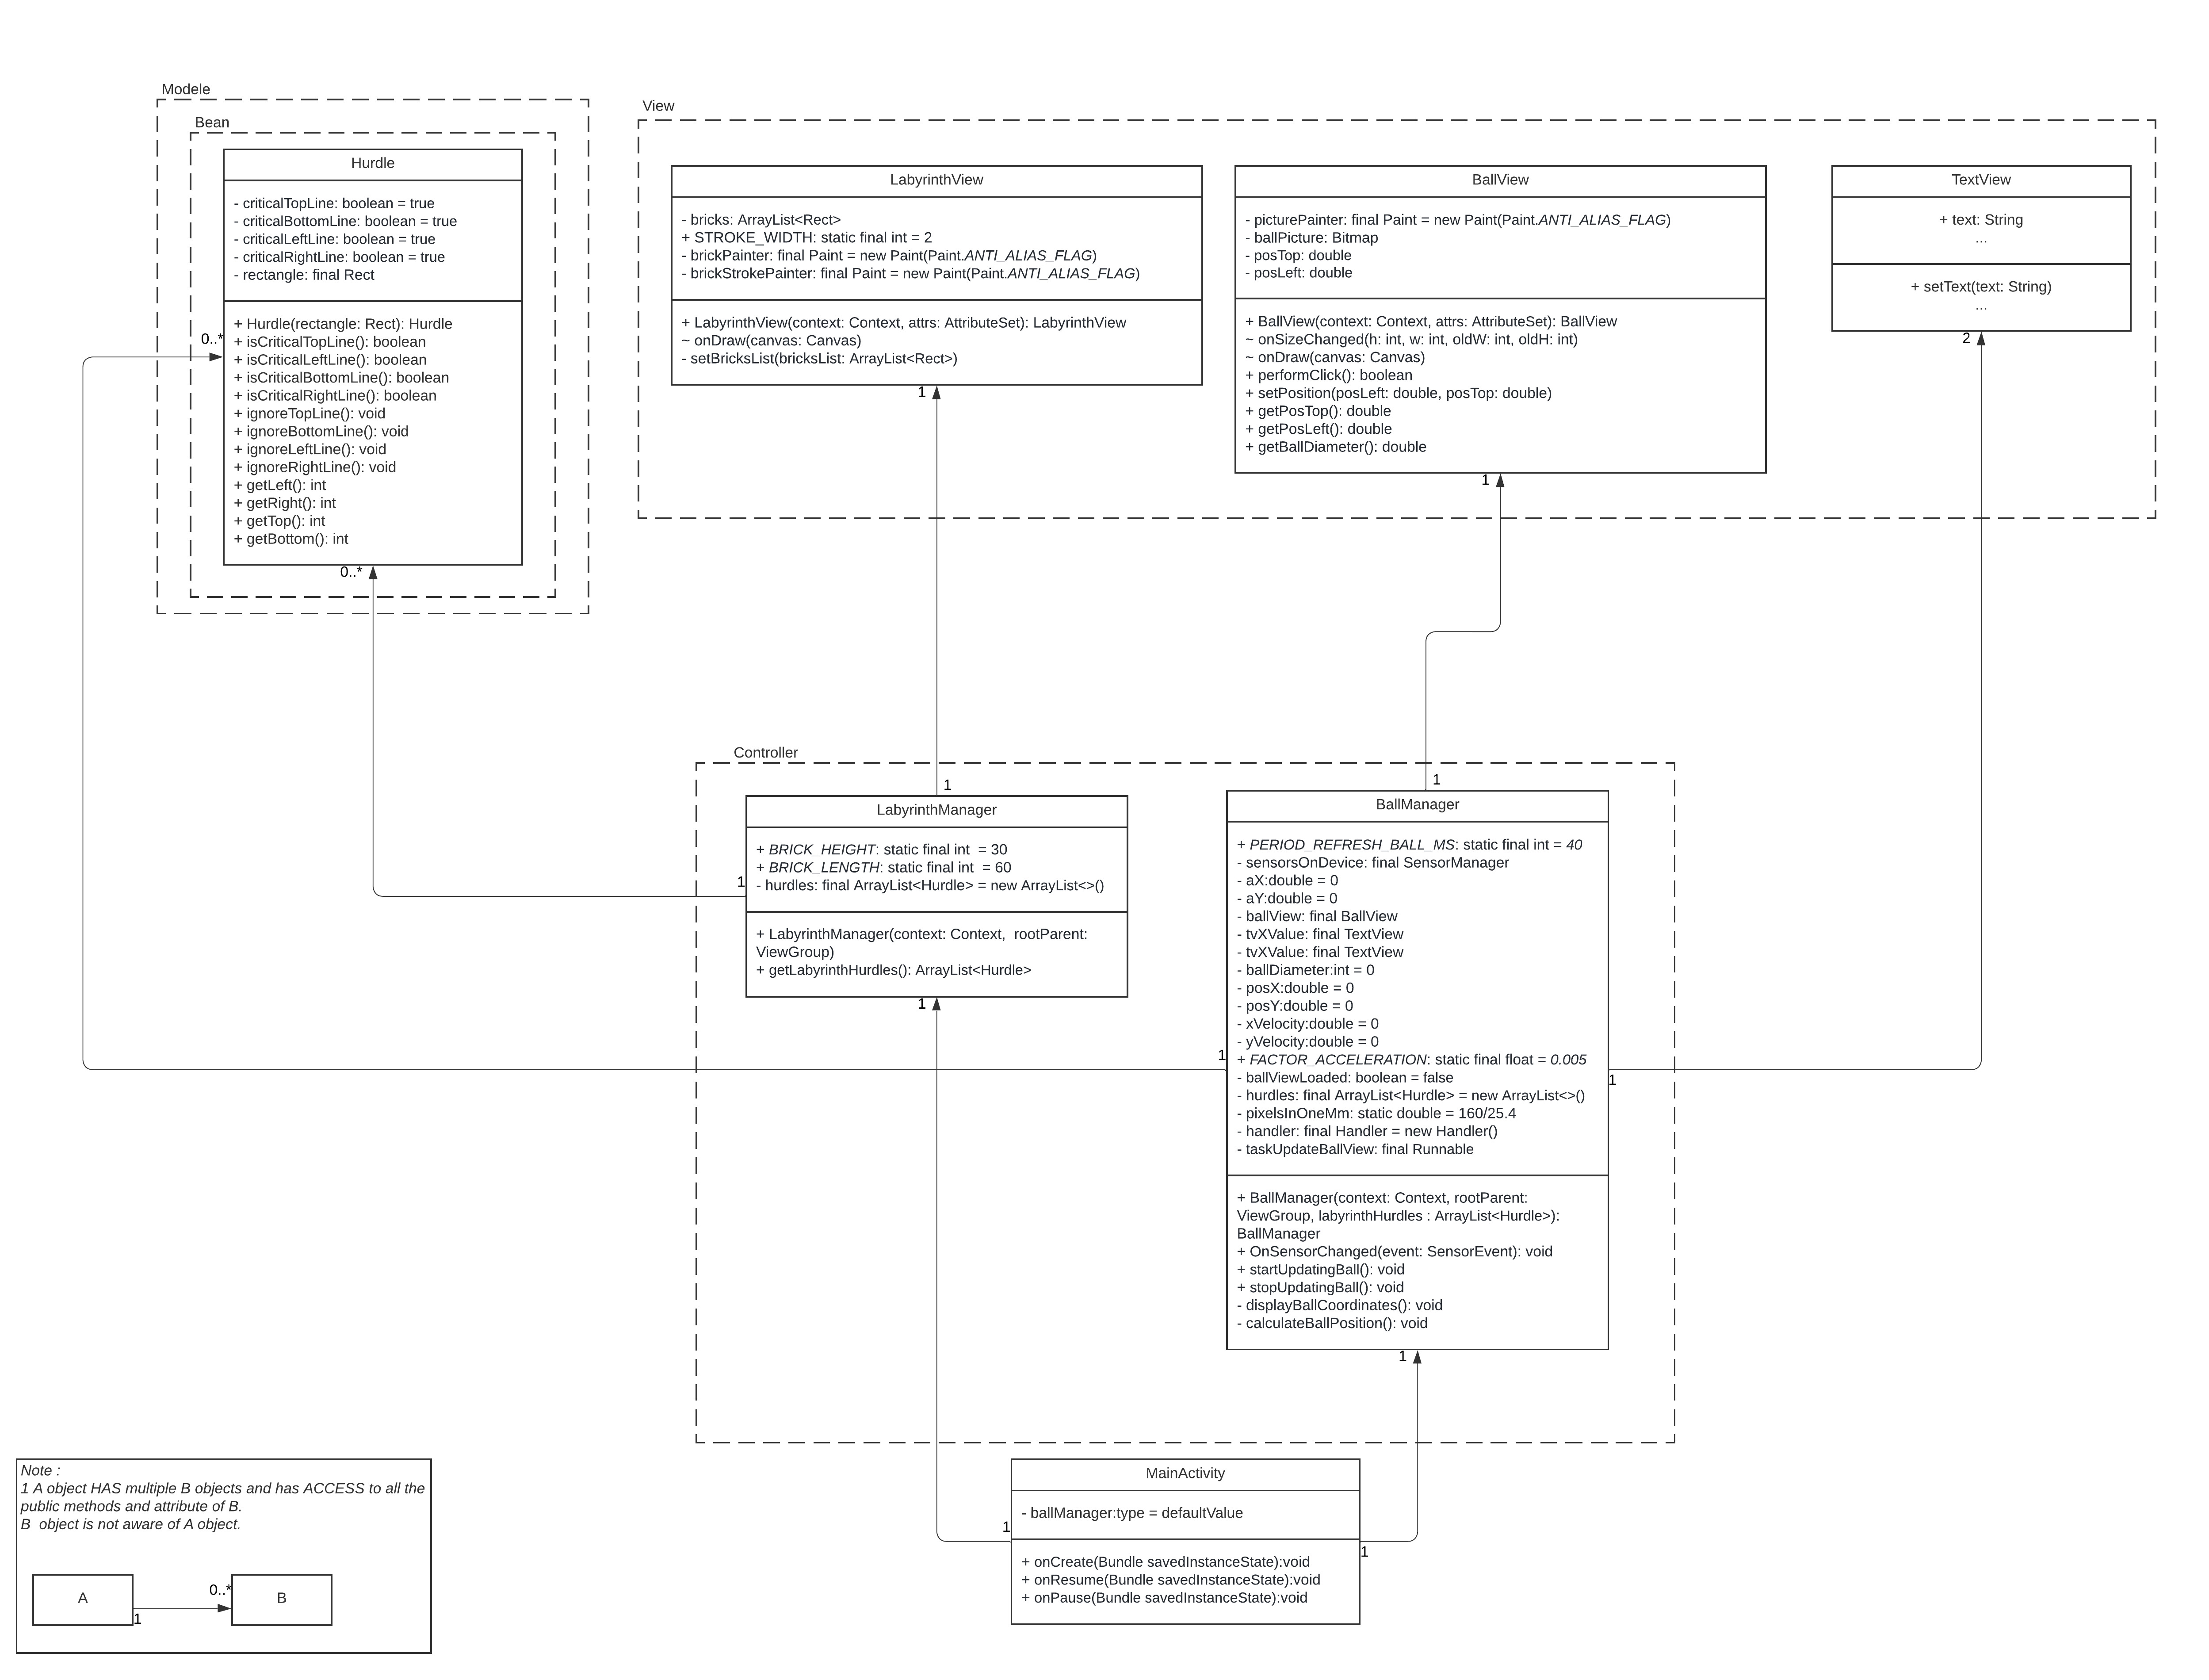 Modele
Bean
Hurdle
- criticalTopLine: boolean = true
- criticalBottomLine: boolean = true
- criticalLeftLine: boolean = true
- criticalRightLine: boolean = true
- rectangle: final Rect
+ Hurdle(rectangle: Rect): Hurdle
+ isCriticalTopLine(): boolean
+ isCriticalLeftLine(): boolean
+ isCriticalBottomLine(): boolean
+ isCriticalRightLine(): boolean
+ ignoreTopLine(): void
+ ignoreBottomLine(): void
+ ignoreLeftLine(): void
+ ignoreRightLine(): void
+ getLeft(): int
+ getRight(): int
+ getTop(): int
+ getBottom(): int
0..*
0..*
View
LabyrinthView
- bricks: ArrayList<Rect>
+ STROKE_WIDTH: static final int = 2
- brickPainter: final Paint = new Paint(Paint.ANTI_ALIAS_FLAG)
- brickStrokePainter: final Paint = new Paint(Paint.ANTI_ALIAS_FLAG)
+ LabyrinthView(context: Context, attrs: AttributeSet): LabyrinthView
~ onDraw(canvas: Canvas)
- setBricksList(bricksList: ArrayList<Rect>)
1
BallView
- picturePainter: final Paint = new Paint(Paint.ANTI_ALIAS_FLAG)
- ballPicture: Bitmap
- posTop: double
- posLeft: double
+ BallView(context: Context, attrs: AttributeSet): BallView
~ onSizeChanged(h: int, w: int, oldW: int, oldH: int)
~ onDraw(canvas: Canvas)
+ performClick(): boolean
+ setPosition(posLeft: double, posTop: double)
+ getPosTop(): double
+ getPosLeft(): double
+ getBallDiameter(): double
1
TextView
+ text: String
...
+ setText(text: String)
...
2
Controller
1
LabyrinthManager
+ BRICK_HEIGHT: static final int  = 30
+ BRICK_LENGTH: static final int  = 60
- hurdles: final ArrayList<Hurdle> = new ArrayList<>()
1
+ LabyrinthManager(context: Context,  rootParent:
ViewGroup)
+ getLabyrinthHurdles(): ArrayList<Hurdle>
1
1
BallManager
+ PERIOD_REFRESH_BALL_MS: static final int = 40
- sensorsOnDevice: final SensorManager
- aX:double = 0
- aY:double = 0
- ballView: final BallView
- tvXValue: final TextView
- tvXValue: final TextView
- ballDiameter:int = 0
- posX:double = 0
- posY:double = 0
- xVelocity:double = 0
- yVelocity:double = 0
+ FACTOR_ACCELERATION: static final float = 0.005
- ballViewLoaded: boolean = false
- hurdles: final ArrayList<Hurdle> = new ArrayList<>()
- pixelsInOneMm: static double = 160/25.4
- handler: final Handler = new Handler()
- taskUpdateBallView: final Runnable
1
1
+ BallManager(context: Context, rootParent:
ViewGroup, labyrinthHurdles : ArrayList<Hurdle>):
BallManager
+ OnSensorChanged(event: SensorEvent): void
+ startUpdatingBall(): void
+ stopUpdatingBall(): void
- displayBallCoordinates(): void
- calculateBallPosition(): void
1
MainActivity
- ballManager:type = defaultValue
1
1
+ onCreate(Bundle savedInstanceState):void
+ onResume(Bundle savedInstanceState):void
+ onPause(Bundle savedInstanceState):void
Note :
1 A object HAS multiple B objects and has ACCESS to all the
public methods and attribute of B.
B  object is not aware of A object.
A
1
0..*
B